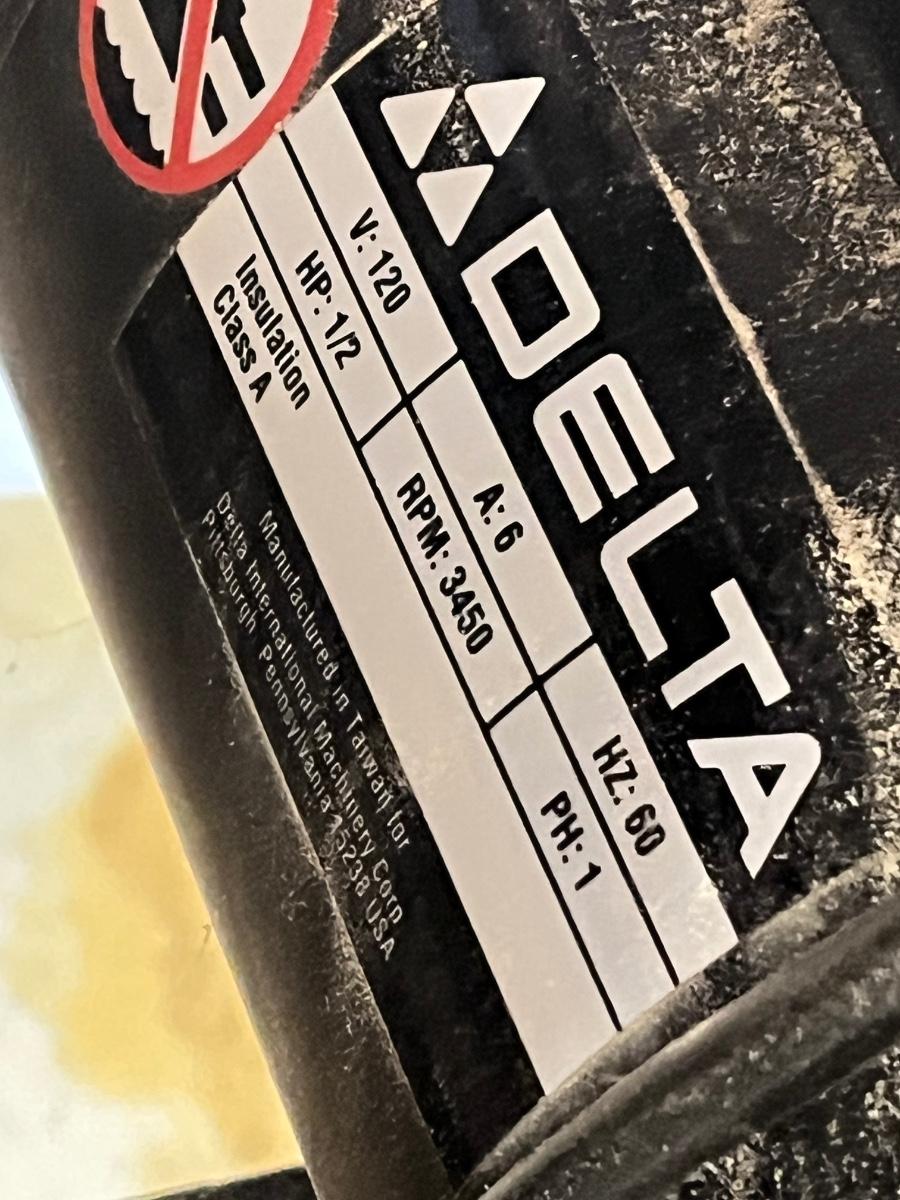 DELTA
V: 120 A: 6 HZ: 60
HP: 1/2 RPM: 3450 PH: 1
Insulation
Class A
Manufactured in Taiwan for
Delta International Machinery Corp
Pittsburgh Pennsylvania 15238 USA